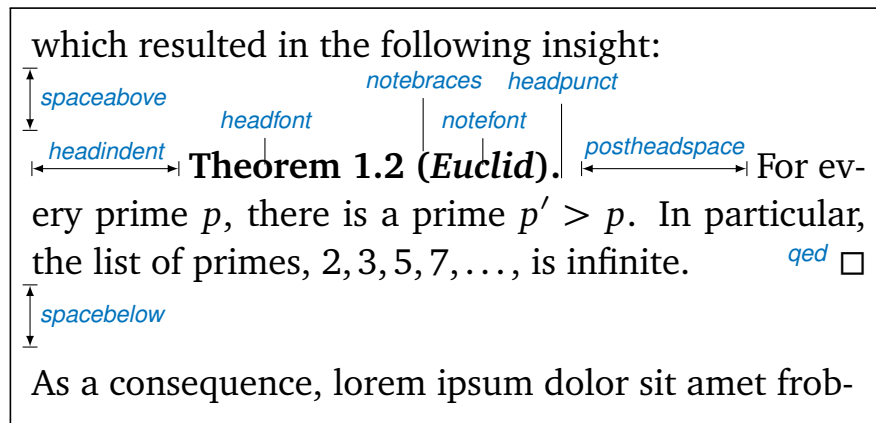 which resulted in the following insight:
notebraces headpunct
spaceabove
headfont notefont
headindent Theorem 1.2 (Euclid). postheadspace For ev-
ery prime p, there is a prime p′ > p. In particular,
the list of primes, 2, 3, 5, 7, . . . , is infinite. qed □
spacebelow
As a consequence, lorem ipsum dolor sit amet frob-